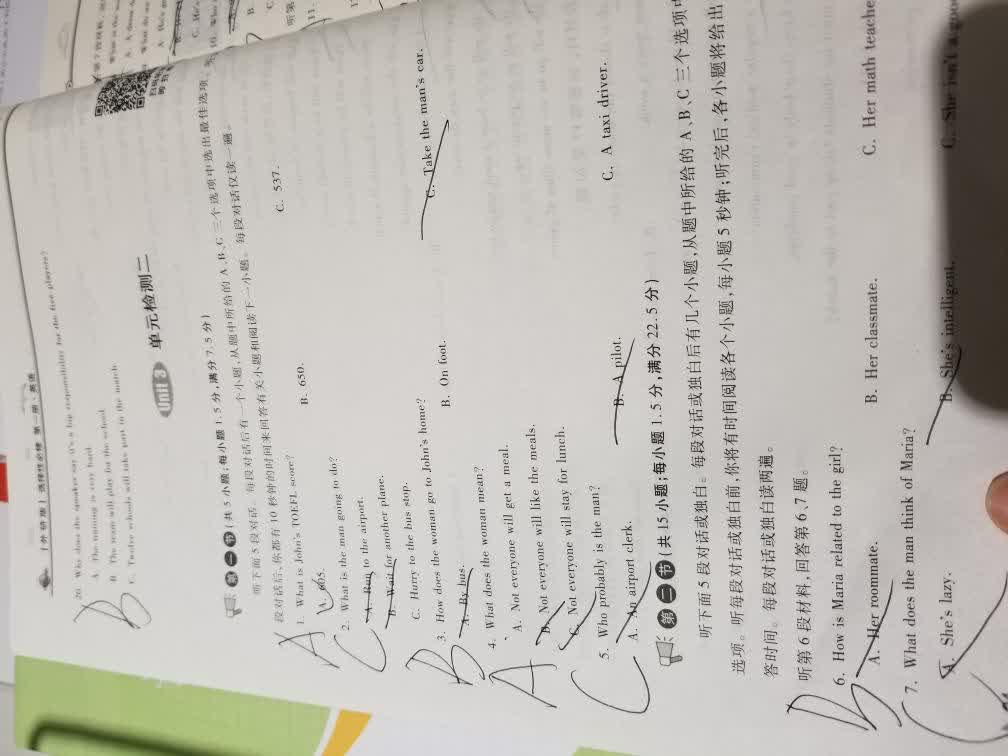 [外研版] 选择性必修 第一册·英语
20. Why does the speaker say it's a big responsibility for the five players?
A. The training is very hard.
B. The team will play for the school.
C. Twelve schools will take part in the match.
Unit 3 单元检测二
第一节(共 5 小题;每小题 1.5 分,满分 7.5 分)
听下面 5 段对话。每段对话后有一个小题,从题中所给的 A、B、C 三个选项中选出最佳选项。
段对话后,你都有 10 秒钟的时间来回答有关小题和阅读下一小题。每段对话仅读一遍。
1. What is John's TOEFL score?
A. 605. B. 650. C. 537.
2. What is the man going to do?
A. Run to the airport.
B. Wait for another plane.
C. Hurry to the bus stop.
3. How does the woman go to John's home?
A. By bus. B. On foot. C. Take the man's car.
4. What does the woman mean?
A. Not everyone will get a meal.
B. Not everyone will like the meals.
C. Not everyone will stay for lunch.
5. Who probably is the man?
A. An airport clerk. B. A pilot. C. A taxi driver.
第二节(共 15 小题;每小题 1.5 分,满分 22.5 分)
听下面 5 段对话或独白。每段对话或独白后有几个小题,从题中所给的 A、B、C 三个选项
选项。听每段对话或独白前,你将有时间阅读各个小题,每小题 5 秒钟;听完后,各小题将给出
答时间。每段对话或独白读两遍。
听第 6 段材料,回答第 6、7 题。
6. How is Maria related to the girl?
A. Her roommate. B. Her classmate. C. Her math teache
7. What does the man think of Maria?
A. She's lazy. B. She's intelligent. C. She isn't a goo
A
C
B
A
C
B
C